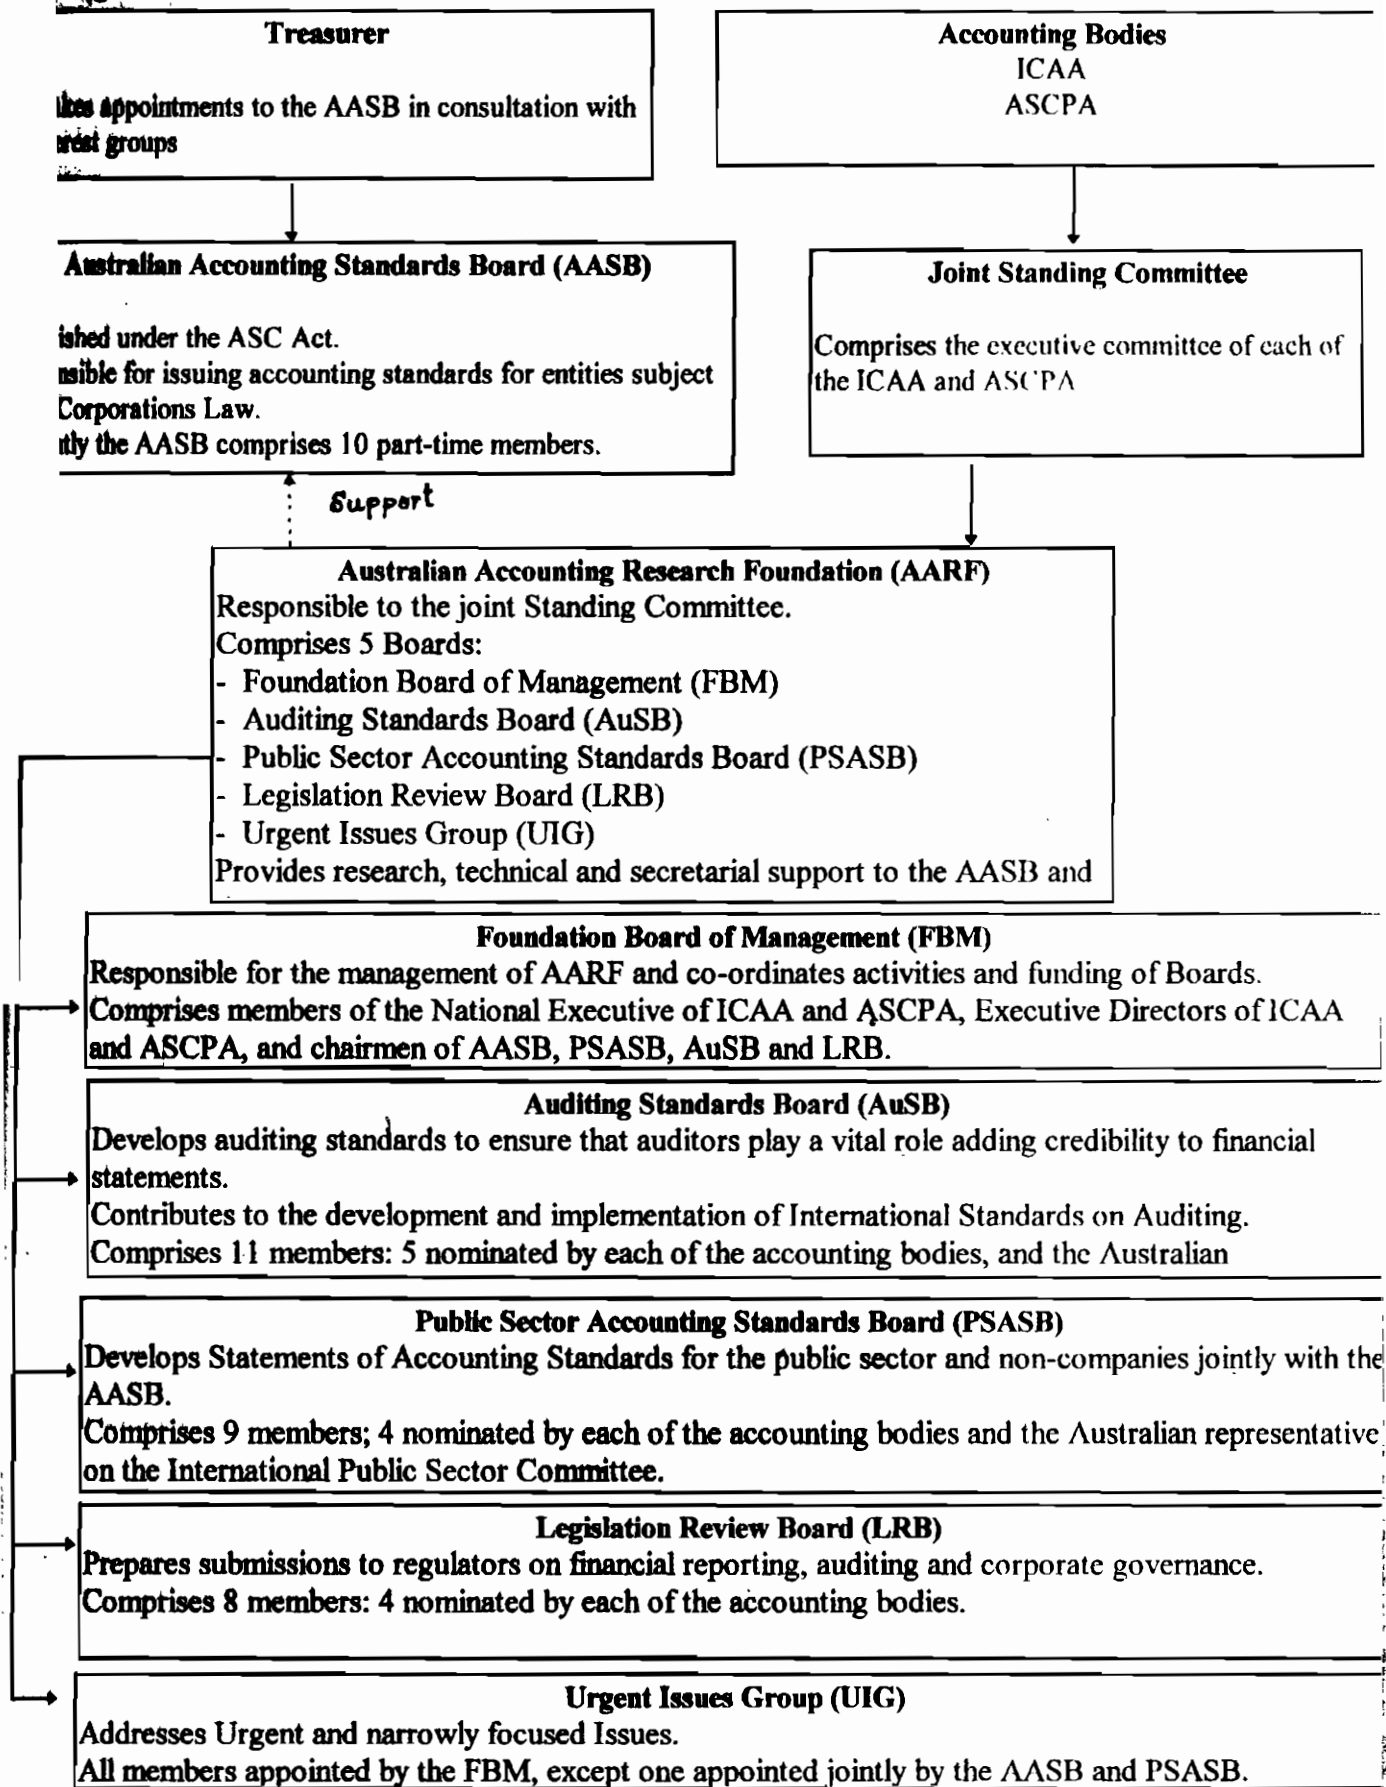 Treasurer
appointments to the AASB in consultation with
groups
Accounting Bodies
ICAA
ASCPA
Australian Accounting Standards Board (AASB)
ished under the ASC Act.
nsible for issuing accounting standards for entities subject
Corporations Law.
tly the AASB comprises 10 part-time members.
Joint Standing Committee
Comprises the executive committee of each of
the ICAA and ASCPA
Support
Australian Accounting Research Foundation (AARF)
Responsible to the joint Standing Committee.
Comprises 5 Boards:
- Foundation Board of Management (FBM)
- Auditing Standards Board (AuSB)
- Public Sector Accounting Standards Board (PSASB)
- Legislation Review Board (LRB)
- Urgent Issues Group (UIG)
Provides research, technical and secretarial support to the AASB and
Foundation Board of Management (FBM)
Responsible for the management of AARF and co-ordinates activities and funding of Boards.
Comprises members of the National Executive of ICAA and ASCPA, Executive Directors of ICAA
and ASCPA, and chairmen of AASB, PSASB, AuSB and LRB.
Auditing Standards Board (AuSB)
Develops auditing standards to ensure that auditors play a vital role adding credibility to financial
statements.
Contributes to the development and implementation of International Standards on Auditing.
Comprises 11 members: 5 nominated by each of the accounting bodies, and the Australian
Public Sector Accounting Standards Board (PSASB)
Develops Statements of Accounting Standards for the public sector and non-companies jointly with the
AASB.
Comprises 9 members; 4 nominated by each of the accounting bodies and the Australian representative
on the International Public Sector Committee.
Legislation Review Board (LRB)
Prepares submissions to regulators on financial reporting, auditing and corporate governance.
Comprises 8 members: 4 nominated by each of the accounting bodies.
Urgent Issues Group (UIG)
Addresses Urgent and narrowly focused Issues.
All members appointed by the FBM, except one appointed jointly by the AASB and PSASB.